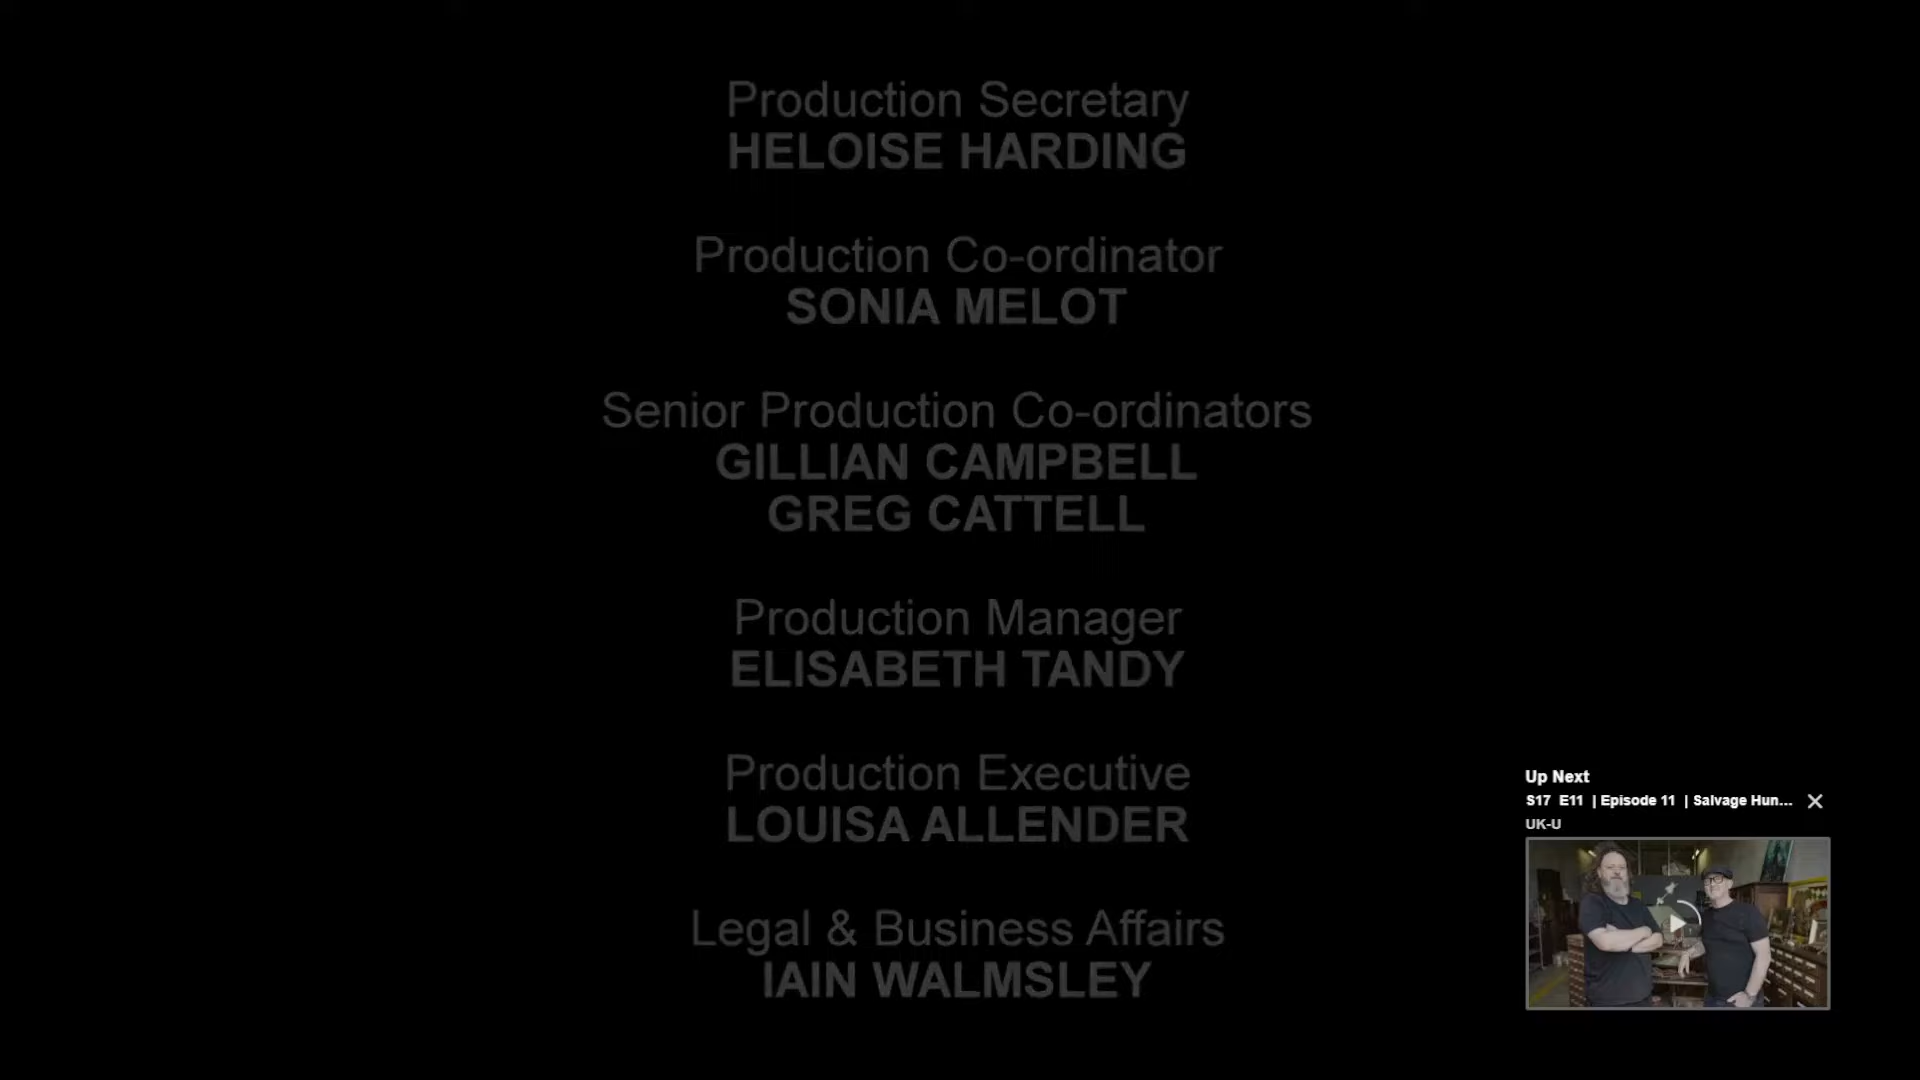 Production Secretary
HELOISE HARDING
Production Co-ordinator
SONIA MELOT
Senior Production Co-ordinators
GILLIAN CAMPBELL
GREG CATTELL
Production Manager
ELISABETH TANDY
Production Executive
LOUISA ALLENDER
Legal & Business Affairs
IAIN WALMSLEY
Up Next
S17 E11 | Episode 11 | Salvage Hun...
UK-U